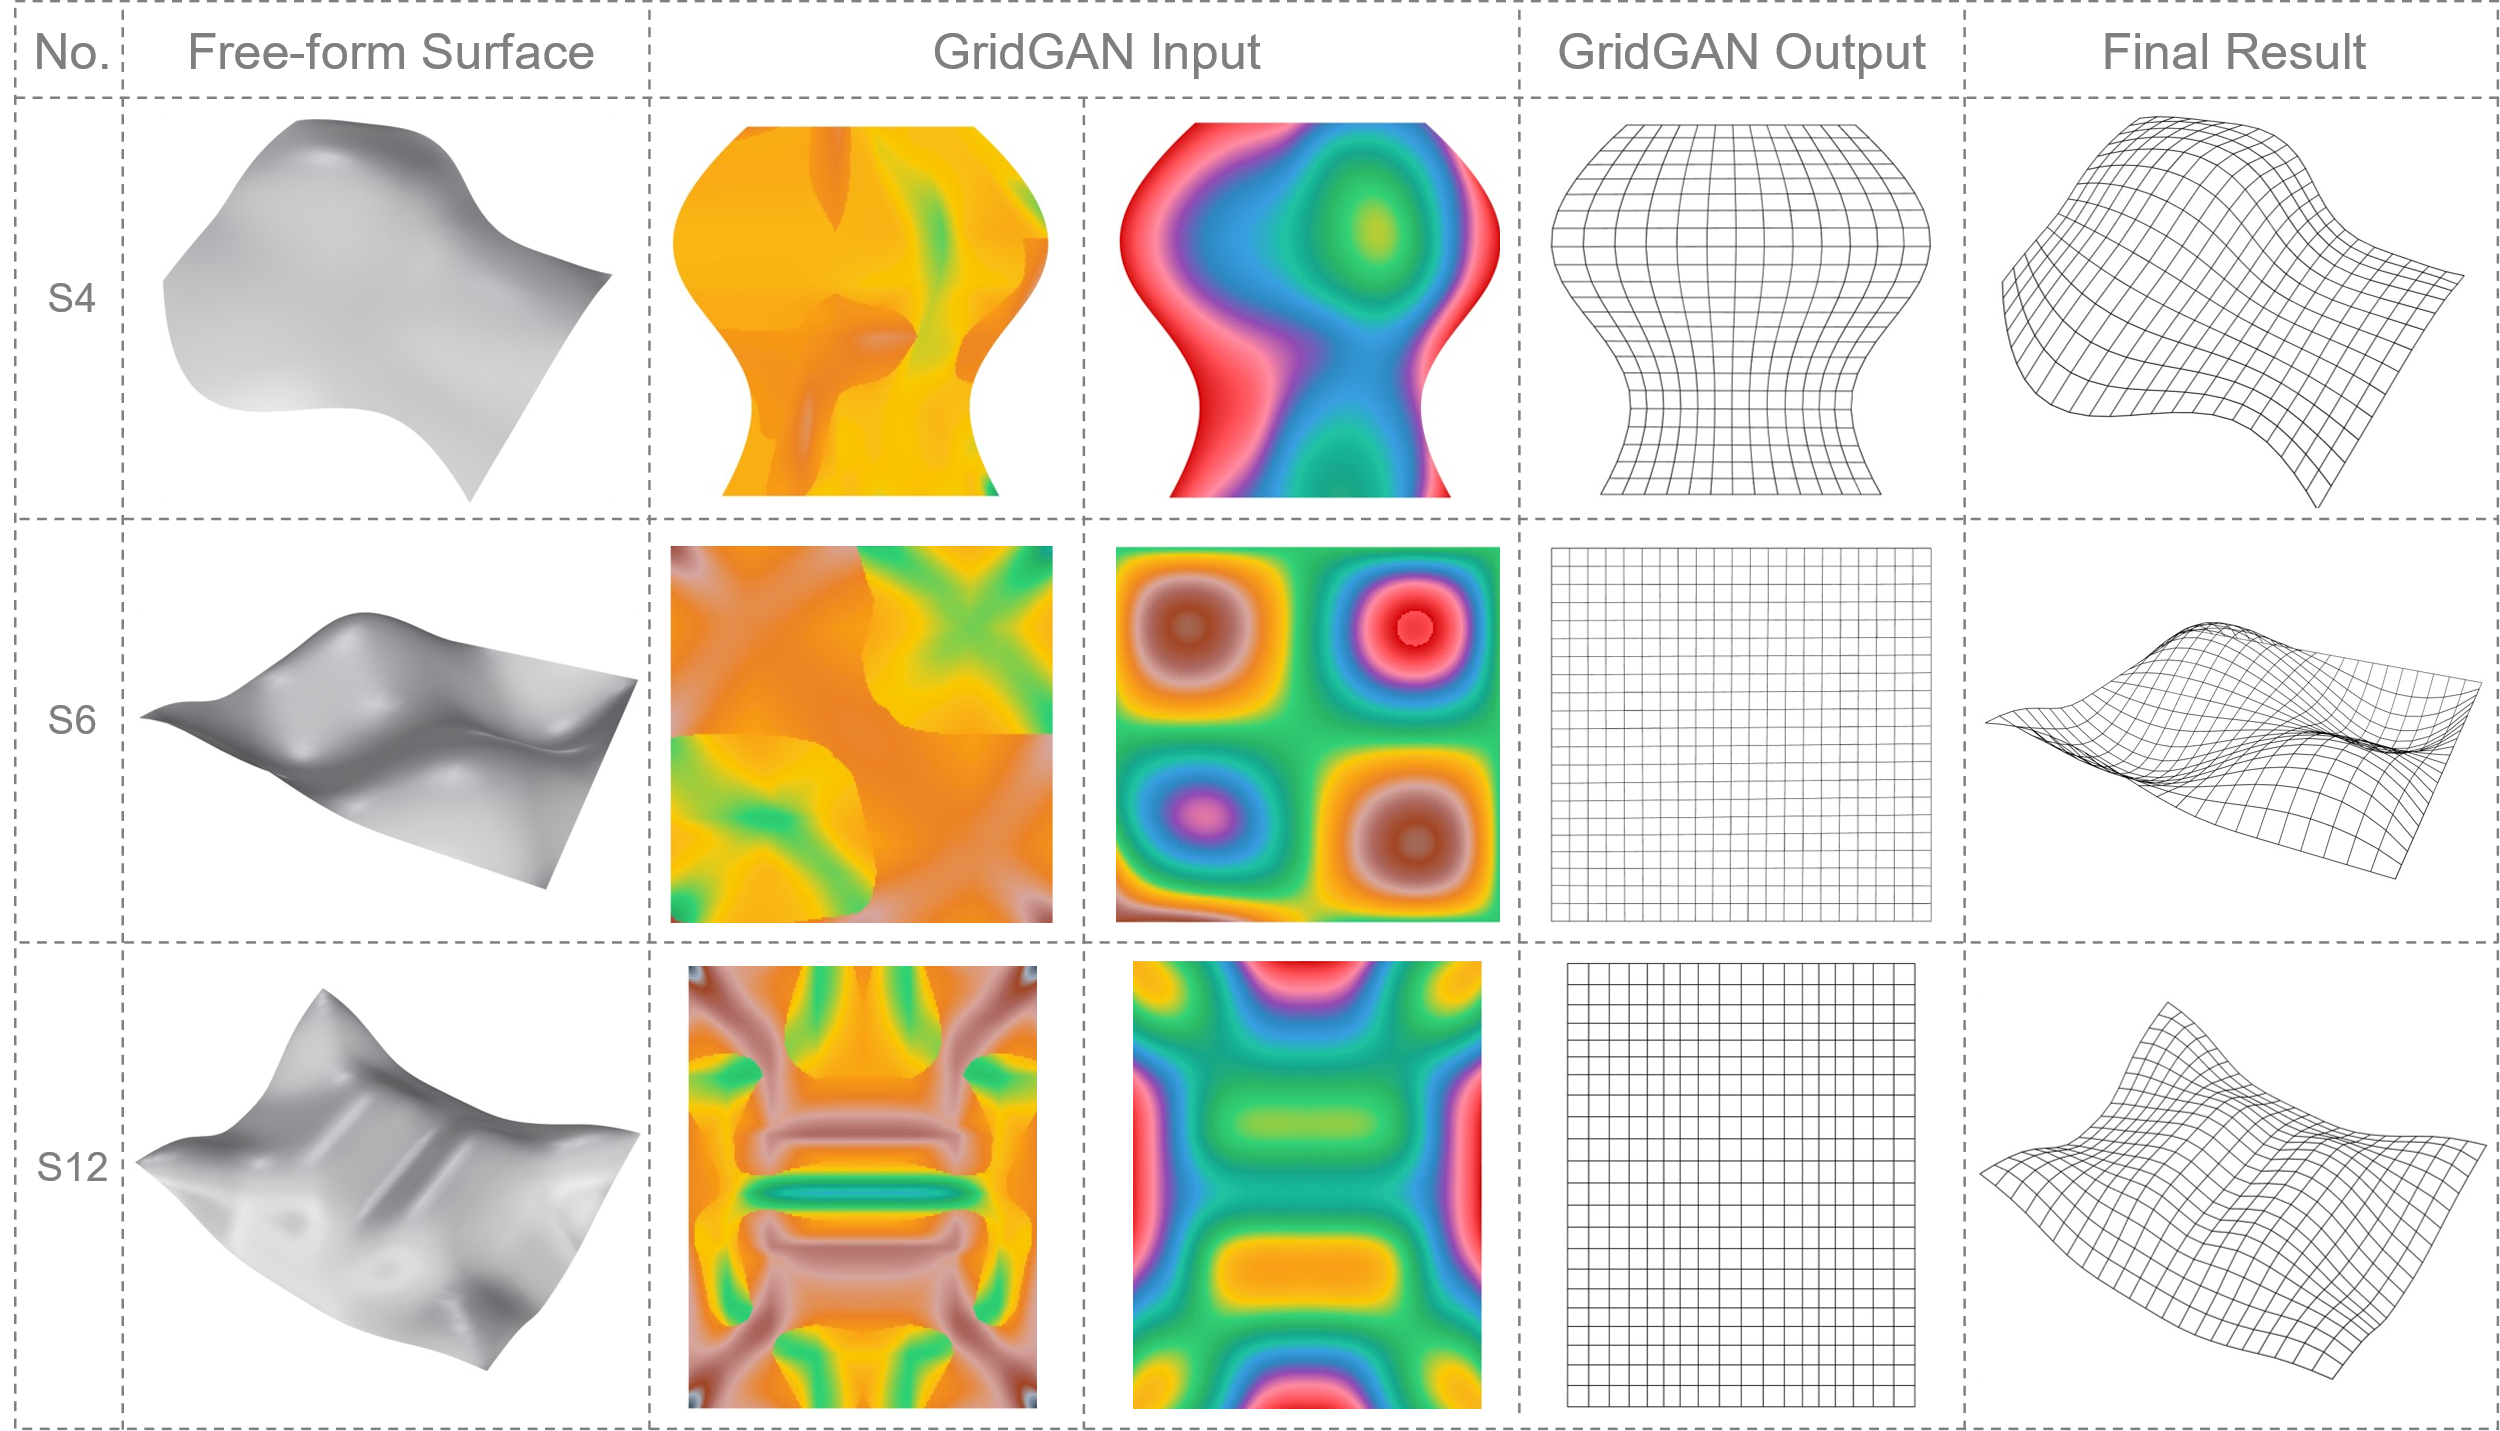 No. Free-form Surface GridGAN Input GridGAN Output Final Result
S4
S6
S12